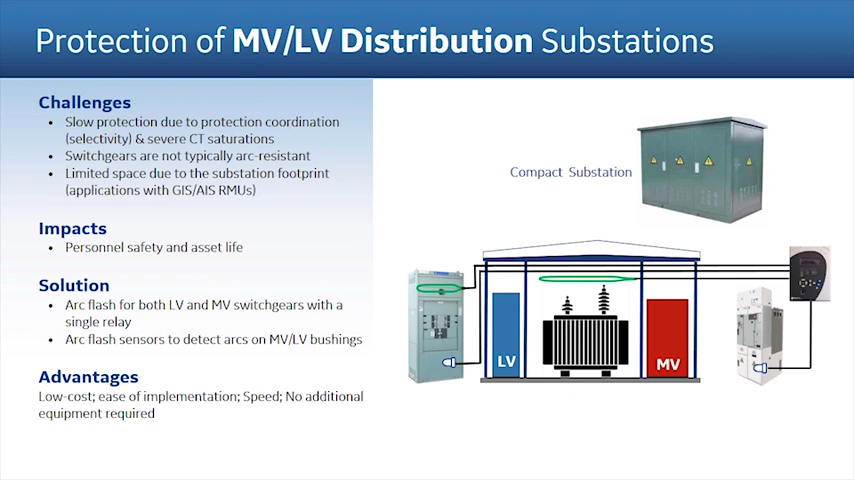 Protection of MV/LV Distribution Substations
Challenges
• Slow protection due to protection coordination
(selectivity) & severe CT saturations
• Switchgears are not typically arc-resistant
• Limited space due to the substation footprint
(applications with GIS/AIS RMUs)
Impacts
• Personnel safety and asset life
Solution
• Arc flash for both LV and MV switchgears with a
single relay
• Arc flash sensors to detect arcs on MV/LV bushings
Advantages
Low-cost; ease of implementation; Speed; No additional
equipment required
Compact Substation
LV
MV